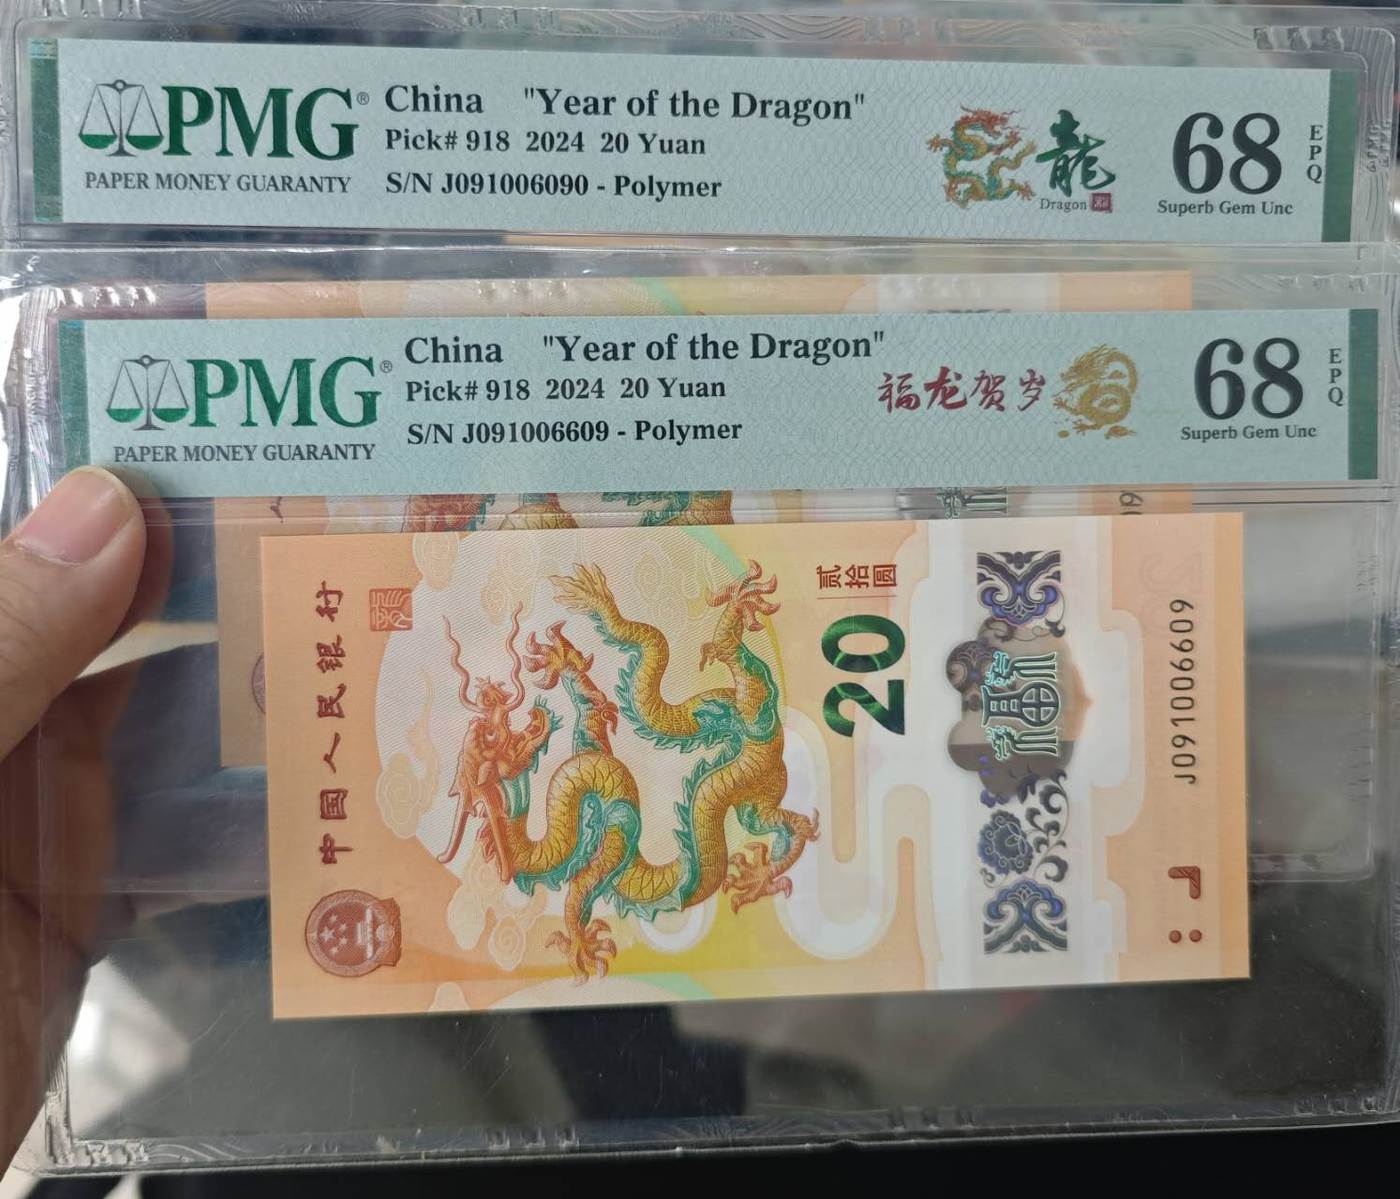 PMG® China "Year of the Dragon"
PAPER MONEY GUARANTY
Pick# 918 2024 20 Yuan
S/N J091006090 - Polymer
龍
Dragon
68
EPQ
Superb Gem Unc
PMG® China "Year of the Dragon"
PAPER MONEY GUARANTY
Pick# 918 2024 20 Yuan
S/N J091006609 - Polymer
福龙贺岁
68
EPQ
Superb Gem Unc
中国人民银行
贰拾圆
20
J091006609